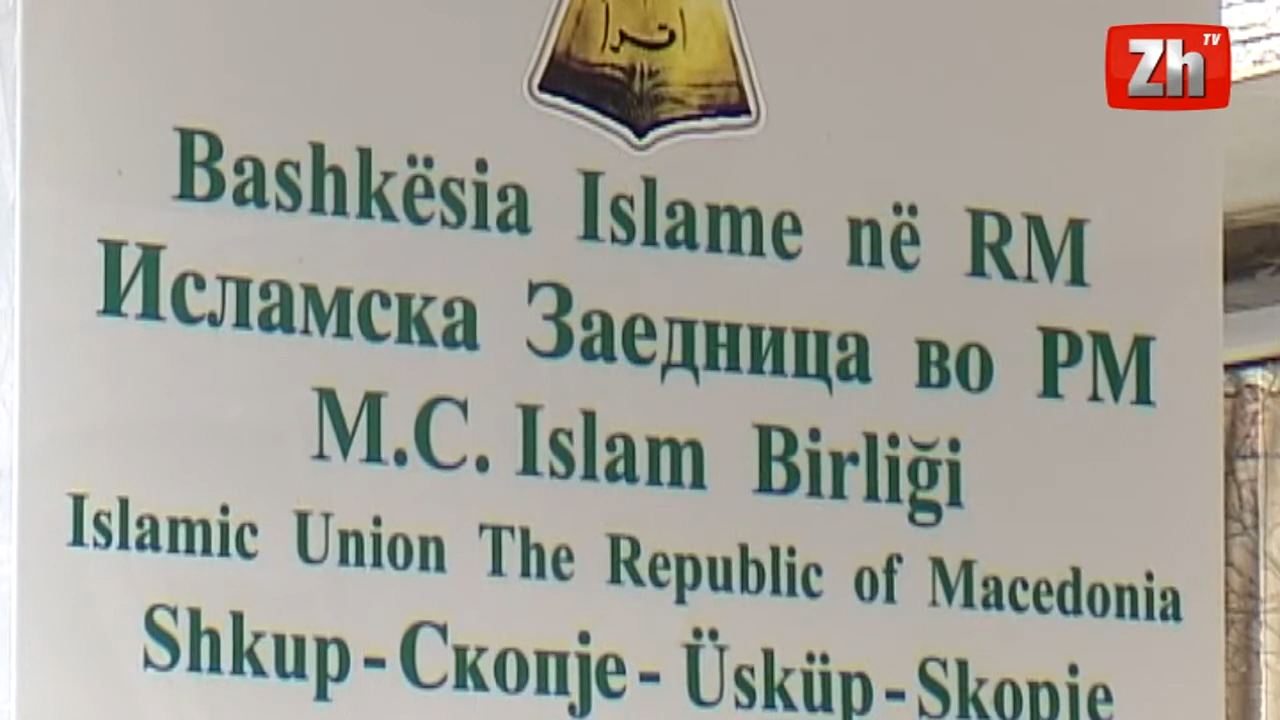 اقرا
Zh TV
Bashkësia Islame në RM
Исламска Заедница во РМ
M.C. Islam Birliği
Islamic Union The Republic of Macedonia
Shkup - Скопје - Üsküp - Skopje